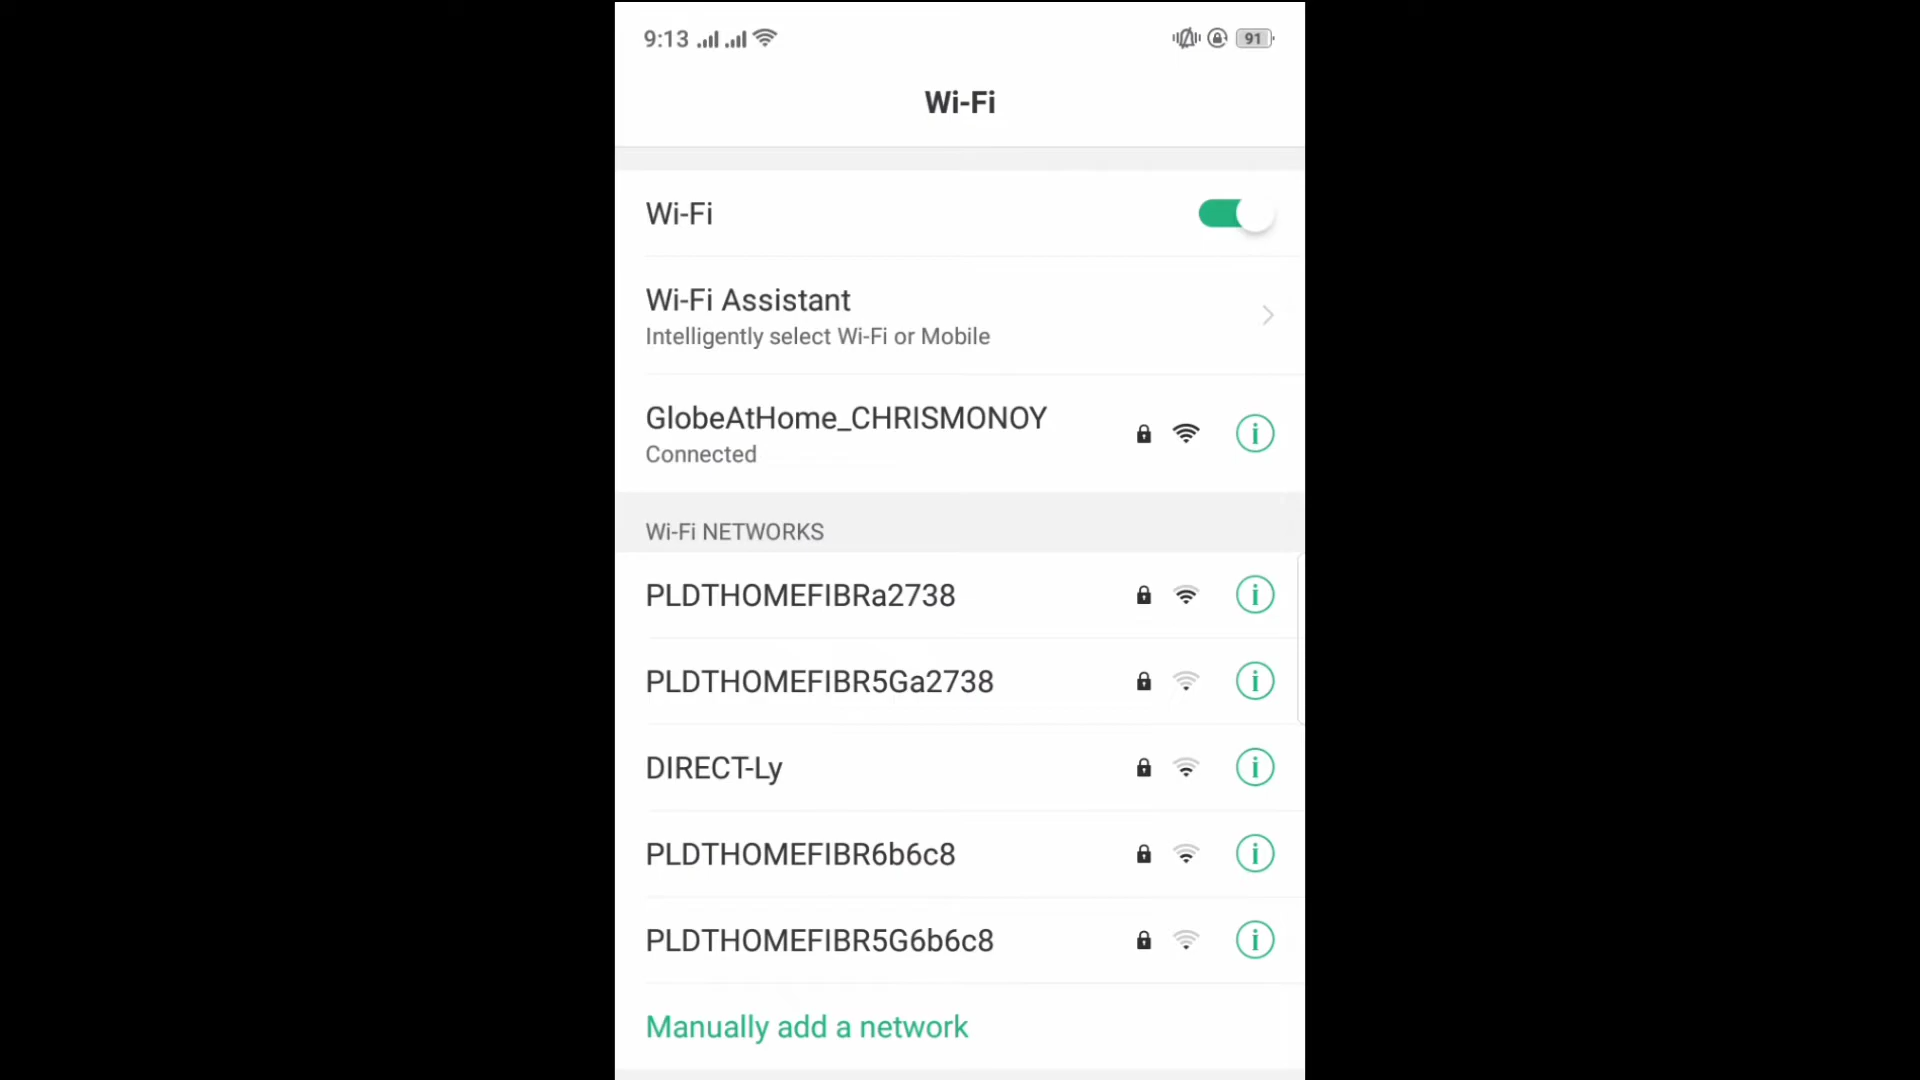 9:13
91
Wi-Fi
Wi-Fi
Wi-Fi Assistant
Intelligently select Wi-Fi or Mobile
GlobeAtHome_CHRISMONOY
Connected
Wi-Fi NETWORKS
PLDTHOMEFIBRa2738
PLDTHOMEFIBR5Ga2738
DIRECT-Ly
PLDTHOMEFIBR6b6c8
PLDTHOMEFIBR5G6b6c8
Manually add a network